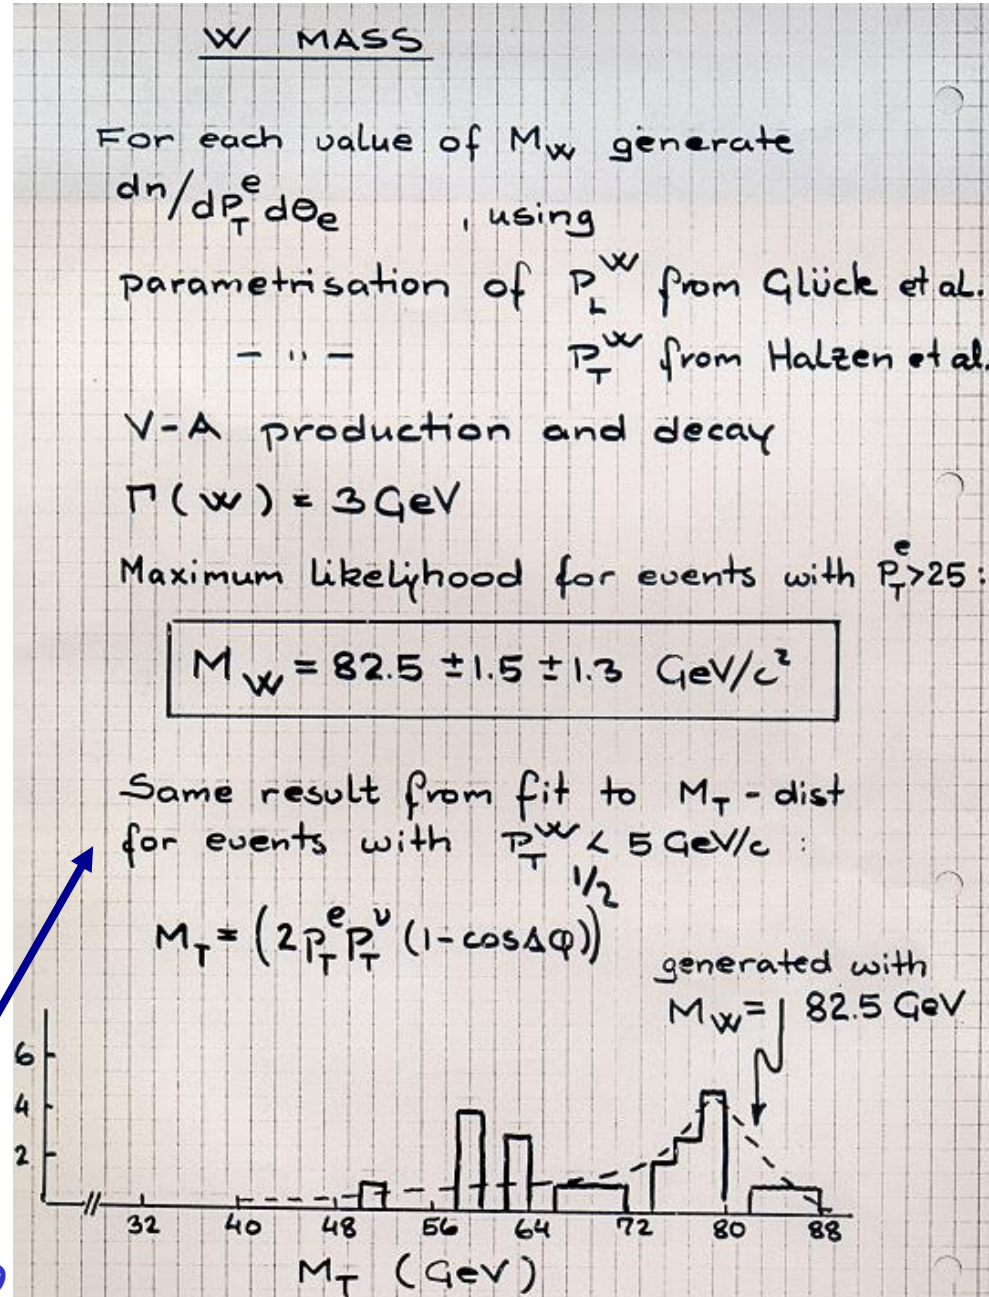 W MASS
For each value of M_W generate
dn/dP_T^e dθ_e , using
parametrisation of P_L^W from Glück et al.
– " – P_T^W from Halzen et al.
V-A production and decay
Γ(W) = 3 GeV
Maximum likelihood for events with P_T^e>25:
M_W = 82.5 ±1.5 ±1.3 GeV/c²
Same result from fit to M_T - dist
for events with P_T^W < 5 GeV/c :
M_T = (2P_T^e P_T^ν (1-cosΔφ))^1/2
generated with
M_W = 82.5 GeV
6
4
2
32 40 48 56 64 72 80 88
M_T (GeV)